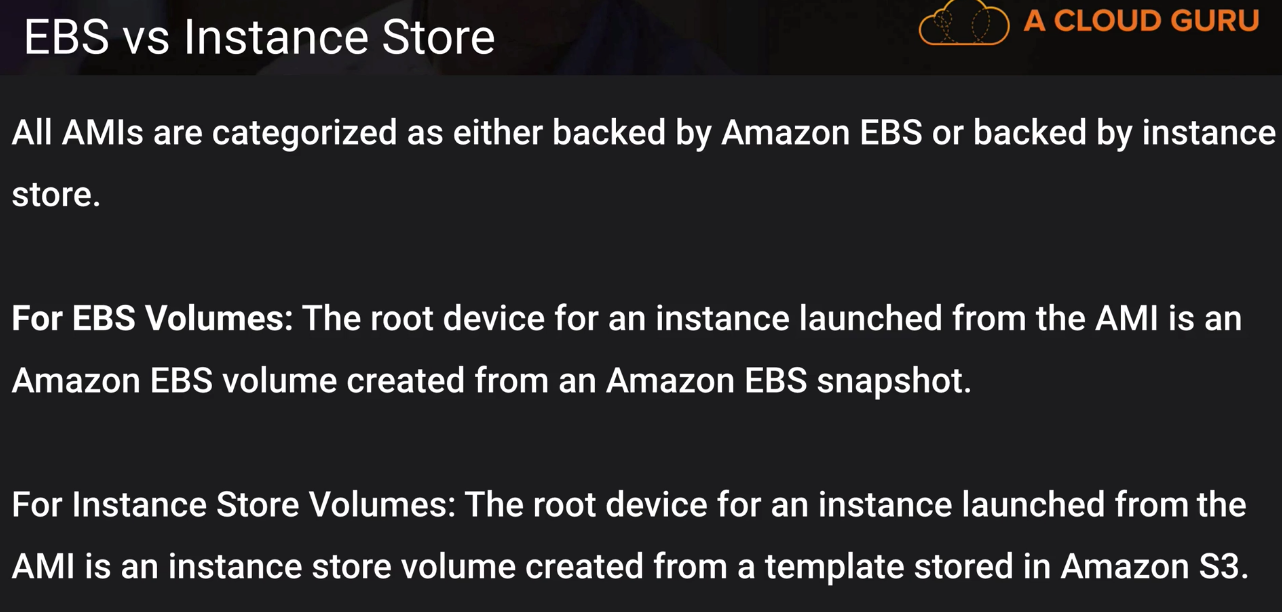 EBS vs Instance Store
A CLOUD GURU
All AMIs are categorized as either backed by Amazon EBS or backed by instance
store.
For EBS Volumes: The root device for an instance launched from the AMI is an
Amazon EBS volume created from an Amazon EBS snapshot.
For Instance Store Volumes: The root device for an instance launched from the
AMI is an instance store volume created from a template stored in Amazon S3.